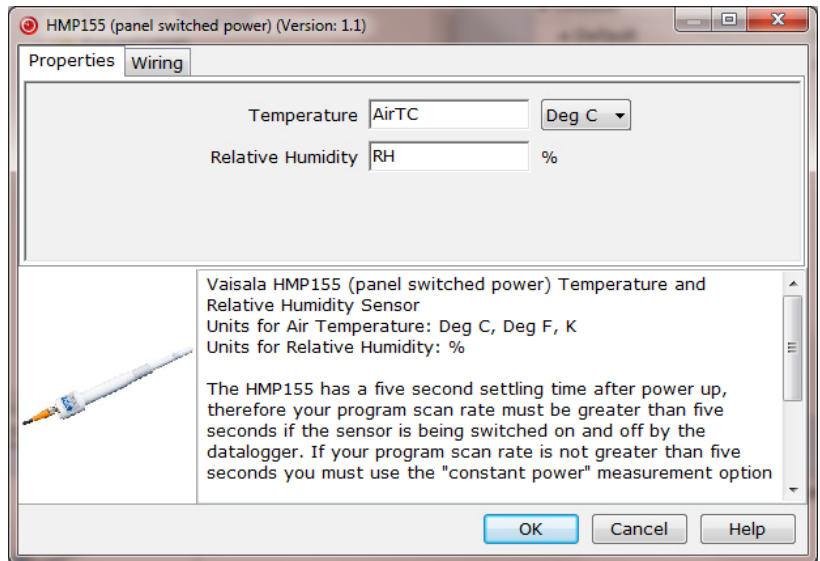 HMP155 (panel switched power) (Version: 1.1)
Properties Wiring
Temperature AirTC Deg C
Relative Humidity RH %
Vaisala HMP155 (panel switched power) Temperature and
Relative Humidity Sensor
Units for Air Temperature: Deg C, Deg F, K
Units for Relative Humidity: %
The HMP155 has a five second settling time after power up,
therefore your program scan rate must be greater than five
seconds if the sensor is being switched on and off by the
datalogger. If your program scan rate is not greater than five
seconds you must use the "constant power" measurement option
OK Cancel Help